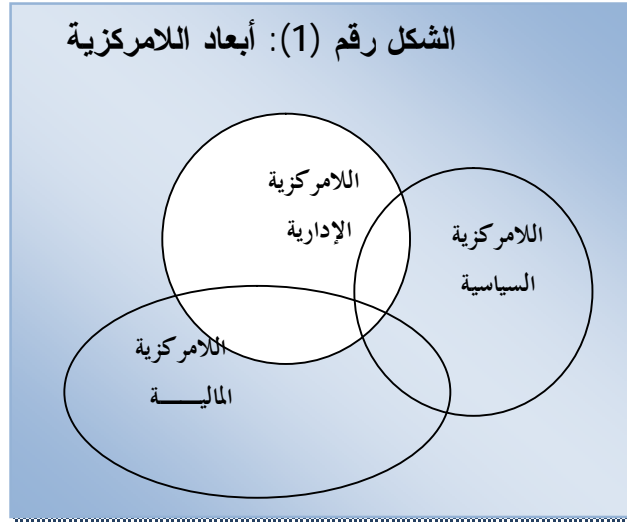 الشكل رقم (1): أبعاد اللامركزية
اللامركزية
الإدارية
اللامركزية
السياسية
اللامركزية
الماليـــــة